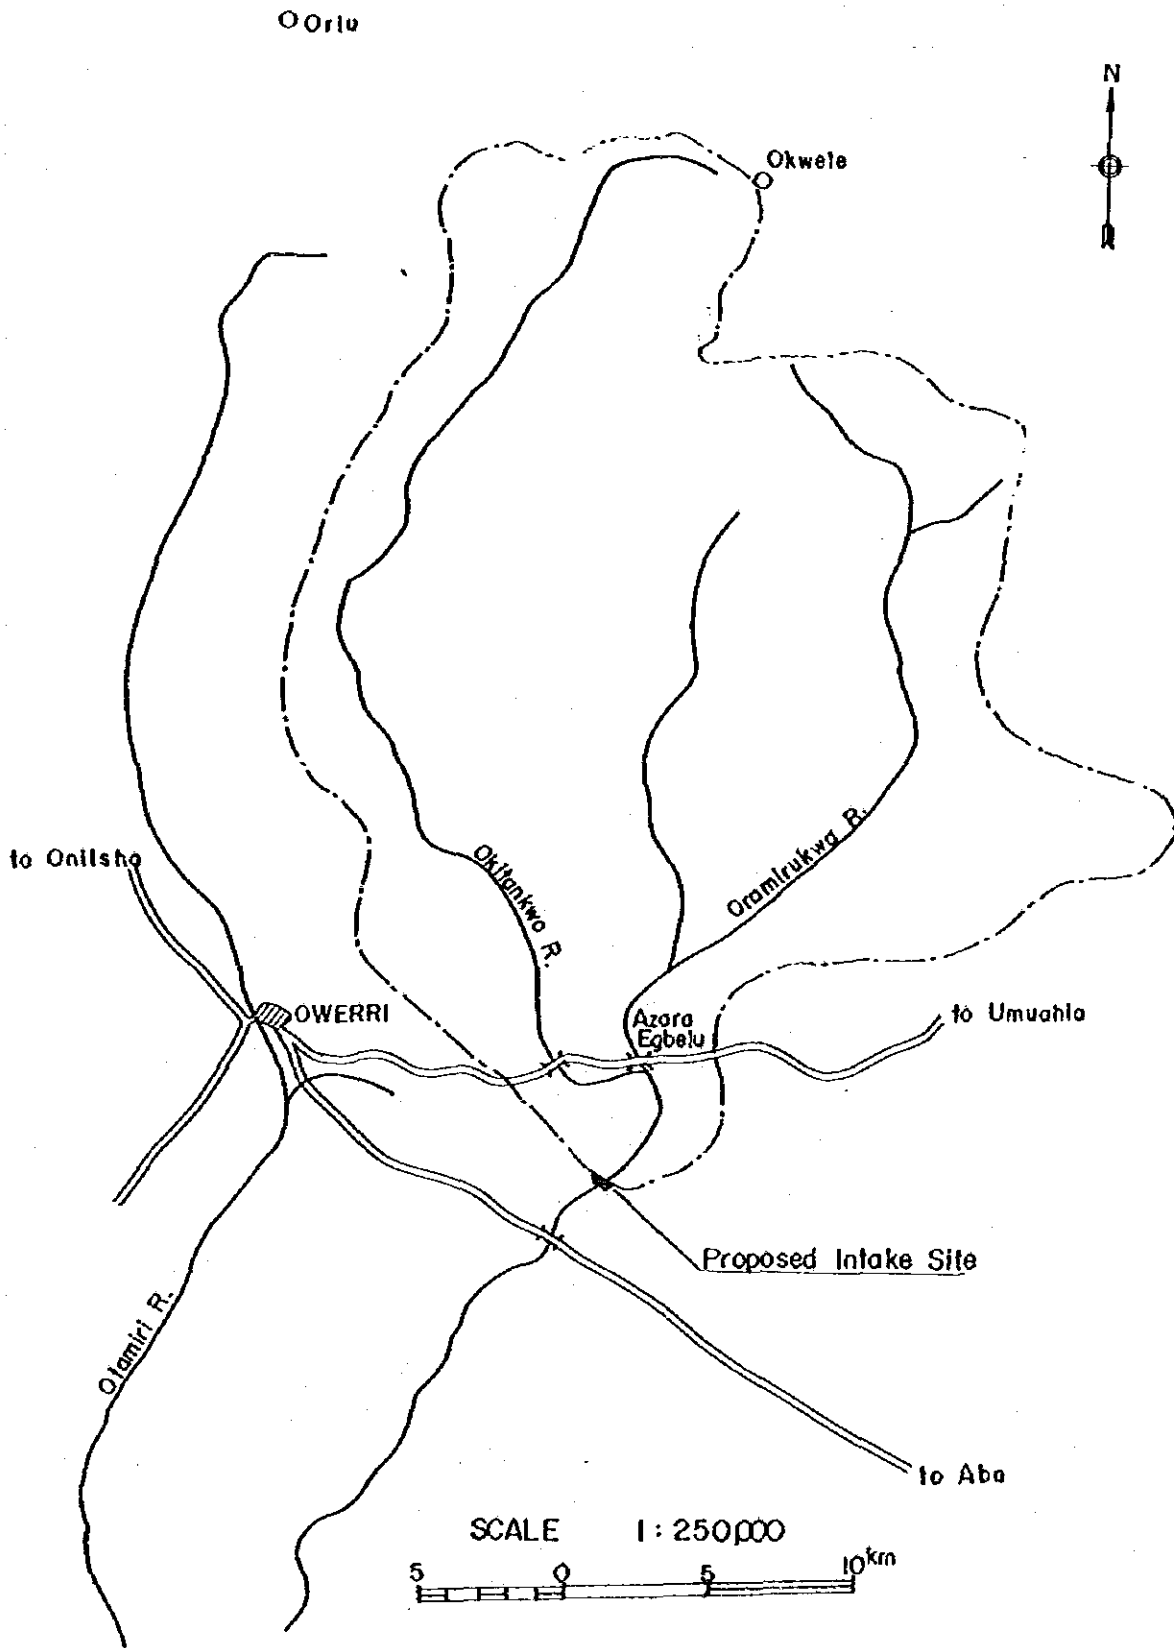 Orlu
N
Okwele
to Onitsha
Okitankwo R.
Oramirukwa R.
OWERRI
Azara
Egbelu
to Umuahia
Proposed Intake Site
Otamiri R.
to Aba
SCALE 1:250,000
5 0 5 10km